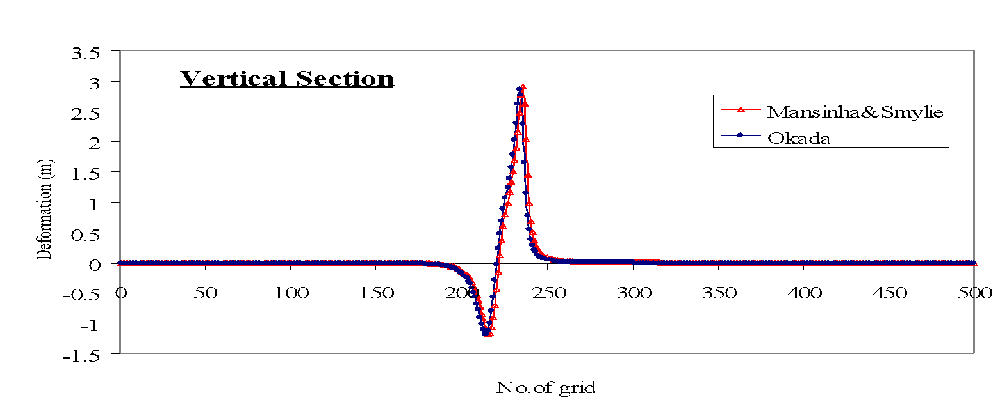 3.5
Vertical Section
3
2.5
Mansinha&Smylie
2
Okada
1.5
1
0.5
0
-0.5
-1
-1.5
0 50 100 150 200 250 300 350 400 450 500
Deformation (m)
No.of grid